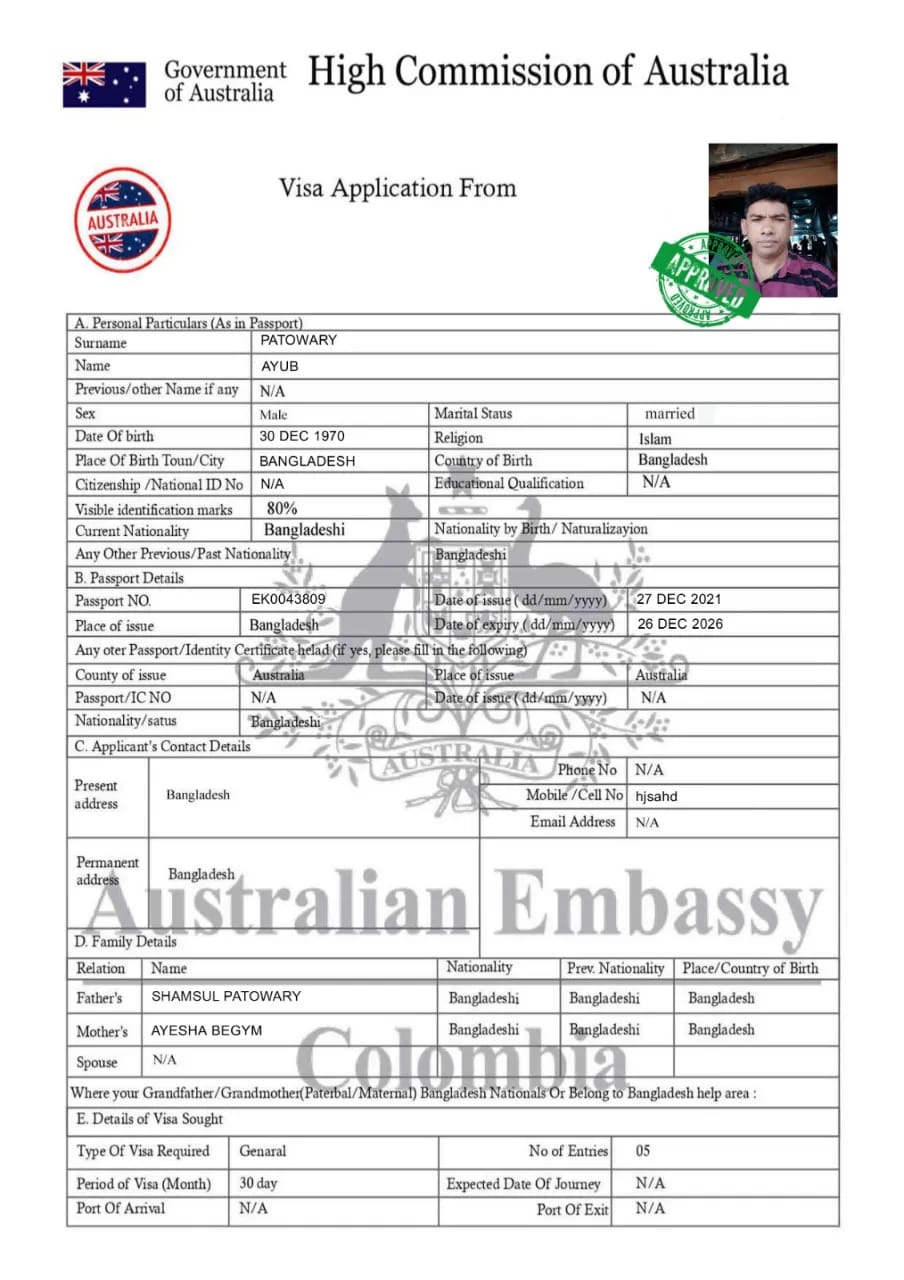 Government
of Australia
High Commission of Australia
AUSTRALIA
Visa Application From
APPROVED
APPROVED
APPROVED
A. Personal Particulars (As in Passport)
Surname PATOWARY
Name AYUB
Previous/other Name if any N/A
Sex Male Marital Staus married
Date Of birth 30 DEC 1970 Religion Islam
Place Of Birth Toun/City BANGLADESH Country of Birth Bangladesh
Citizenship /National ID No N/A Educational Qualification N/A
Visible identification marks 80%
Current Nationality Bangladeshi Nationality by Birth/ Naturalizayion
Any Other Previous/Past Nationality Bangladeshi
B. Passport Details
Passport NO. EK0043809 Date of issue ( dd/mm/yyyy) 27 DEC 2021
Place of issue Bangladesh Date of expiry ( dd/mm/yyyy) 26 DEC 2026
Any oter Passport/Identity Certificate helad (if yes, please fill in the following)
County of issue Australia Place of issue Australia
Passport/IC NO N/A Date of issue ( dd/mm/yyyy) N/A
Nationality/satus Bangladeshi
C. Applicant's Contact Details
AUSTRALIA
Present
address
Bangladesh
Phone No N/A
Mobile /Cell No hjsahd
Email Address N/A
Permanent
address
Bangladesh
Australian Embassy
D. Family Details
Relation Name Nationality Prev. Nationality Place/Country of Birth
Father's SHAMSUL PATOWARY Bangladeshi Bangladeshi Bangladesh
Mother's AYESHA BEGYM Bangladeshi Bangladeshi Bangladesh
Colombia
Spouse N/A
Where your Grandfather/Grandmother(Paterbal/Maternal) Bangladesh Nationals Or Belong to Bangladesh help area :
E. Details of Visa Sought
Type Of Visa Required Genaral No of Entries 05
Period of Visa (Month) 30 day Expected Date Of Journey N/A
Port Of Arrival N/A Port Of Exit N/A